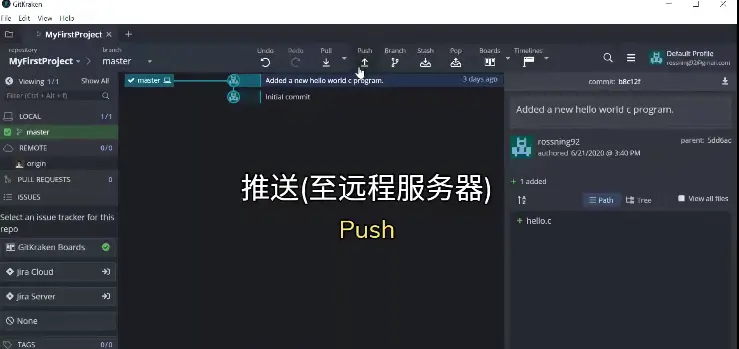 GitKraken
File Edit View Help
MyFirstProject
repository
MyFirstProject
branch
master
Undo Redo Pull Push Branch Stash Pop Boards Timelines
Default Profile
rossning92@gmail.com
Viewing 1/1 Show All
Filter (Ctrl + Alt + f)
LOCAL 1/1
master
REMOTE 0/0
origin
PULL REQUESTS 0
ISSUES
Select an issue tracker for this
repo
GitKraken Boards
Jira Cloud
Jira Server
None
TAGS 0/0
master Added a new hello world c program. 3 days ago
Initial commit
推送(至远程服务器)
Push
commit: b8c12f
Added a new hello world c program.
rossning92
authored 6/21/2020 @ 3:40 PM
parent: 5dd6ac
+ 1 added
Path Tree View all files
+ hello.c